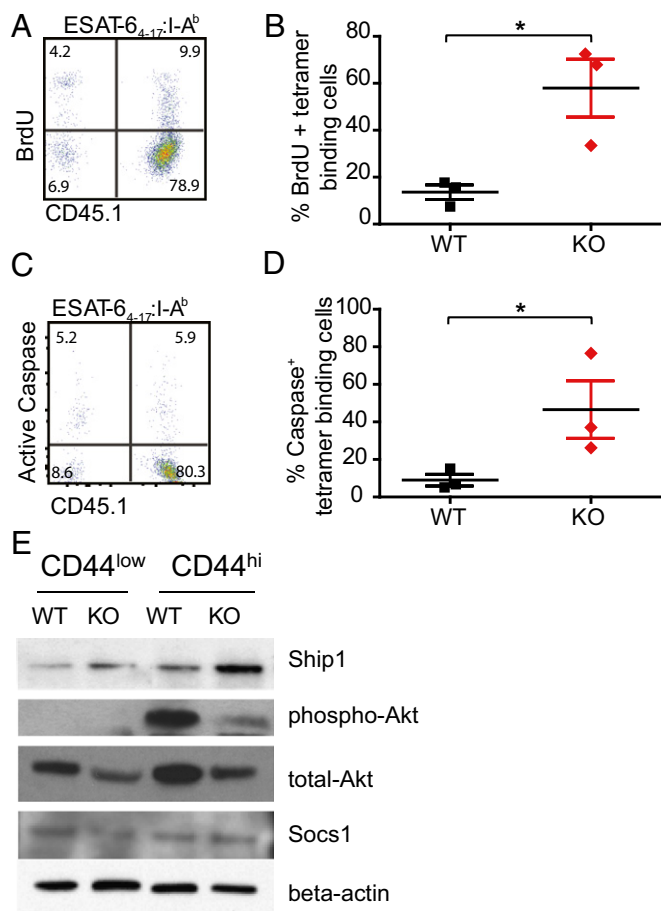 A
ESAT-6₄₋₁₇:I-Aᵇ
4.2 9.9
6.9 78.9
BrdU
CD45.1
B
*
% BrdU + tetramer
binding cells
80
60
40
20
0
WT KO
C
ESAT-6₄₋₁₇:I-Aᵇ
5.2 5.9
8.6 80.3
Active Caspase
CD45.1
D
*
% Caspase⁺
tetramer binding cells
100
80
60
40
20
0
WT KO
E
CD44ˡᵒʷ CD44ʰⁱ
WT KO WT KO
Ship1
phospho-Akt
total-Akt
Socs1
beta-actin